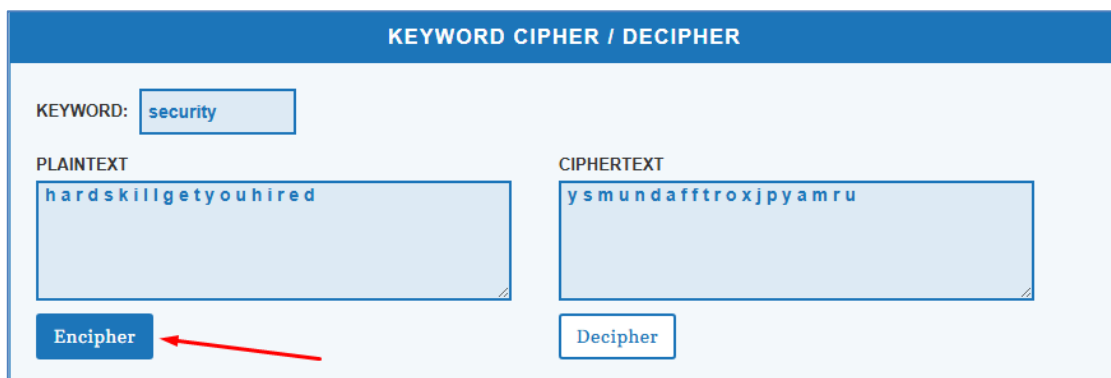 KEYWORD CIPHER / DECIPHER
KEYWORD: security
PLAINTEXT
h a r d s k i l l g e t y o u h i r e d
CIPHERTEXT
y s m u n d a f f t r o x j p y a m r u
Encipher
Decipher